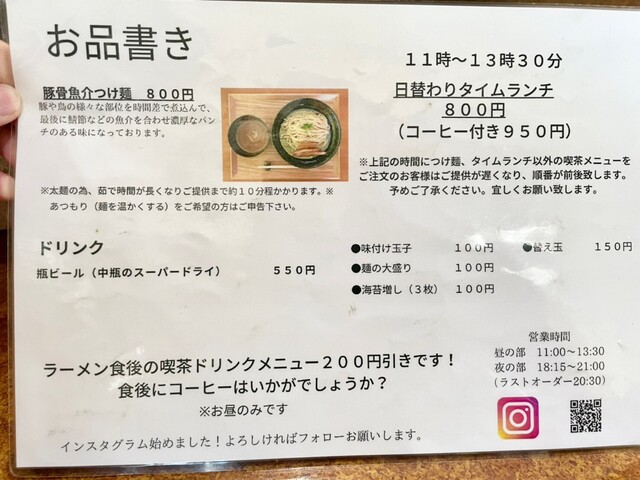 お品書き
豚骨魚介つけ麺　８００円
豚や鳥の様々な部位を時間差で煮込んで、
最後に鯖節などの魚介を合わせ濃厚なパン
チのある味になっております。
※太麺の為、茹で時間が長くなりご提供まで約１０分程かかります。※
あつもり（麺を温かくする）をご希望の方はご申告下さい。
１１時～１３時３０分
日替わりタイムランチ
８００円
（コーヒー付き９５０円）
※上記の時間につけ麺、タイムランチ以外の喫茶メニューを
ご注文のお客様はご提供が遅くなり、順番が前後致します。
予めご了承ください。宜しくお願い致します。
ドリンク
瓶ビール（中瓶のスーパードライ）　５５０円
●味付け玉子　１００円　●替え玉　１５０円
●麺の大盛り　１００円
●海苔増し（３枚）　１００円
ラーメン食後の喫茶ドリンクメニュー２００円引きです！
食後にコーヒーはいかがでしょうか？
※お昼のみです
インスタグラム始めました！よろしければフォローお願いします。
営業時間
昼の部　11:00～13:30
夜の部　18:15～21:00
（ラストオーダー20:30）